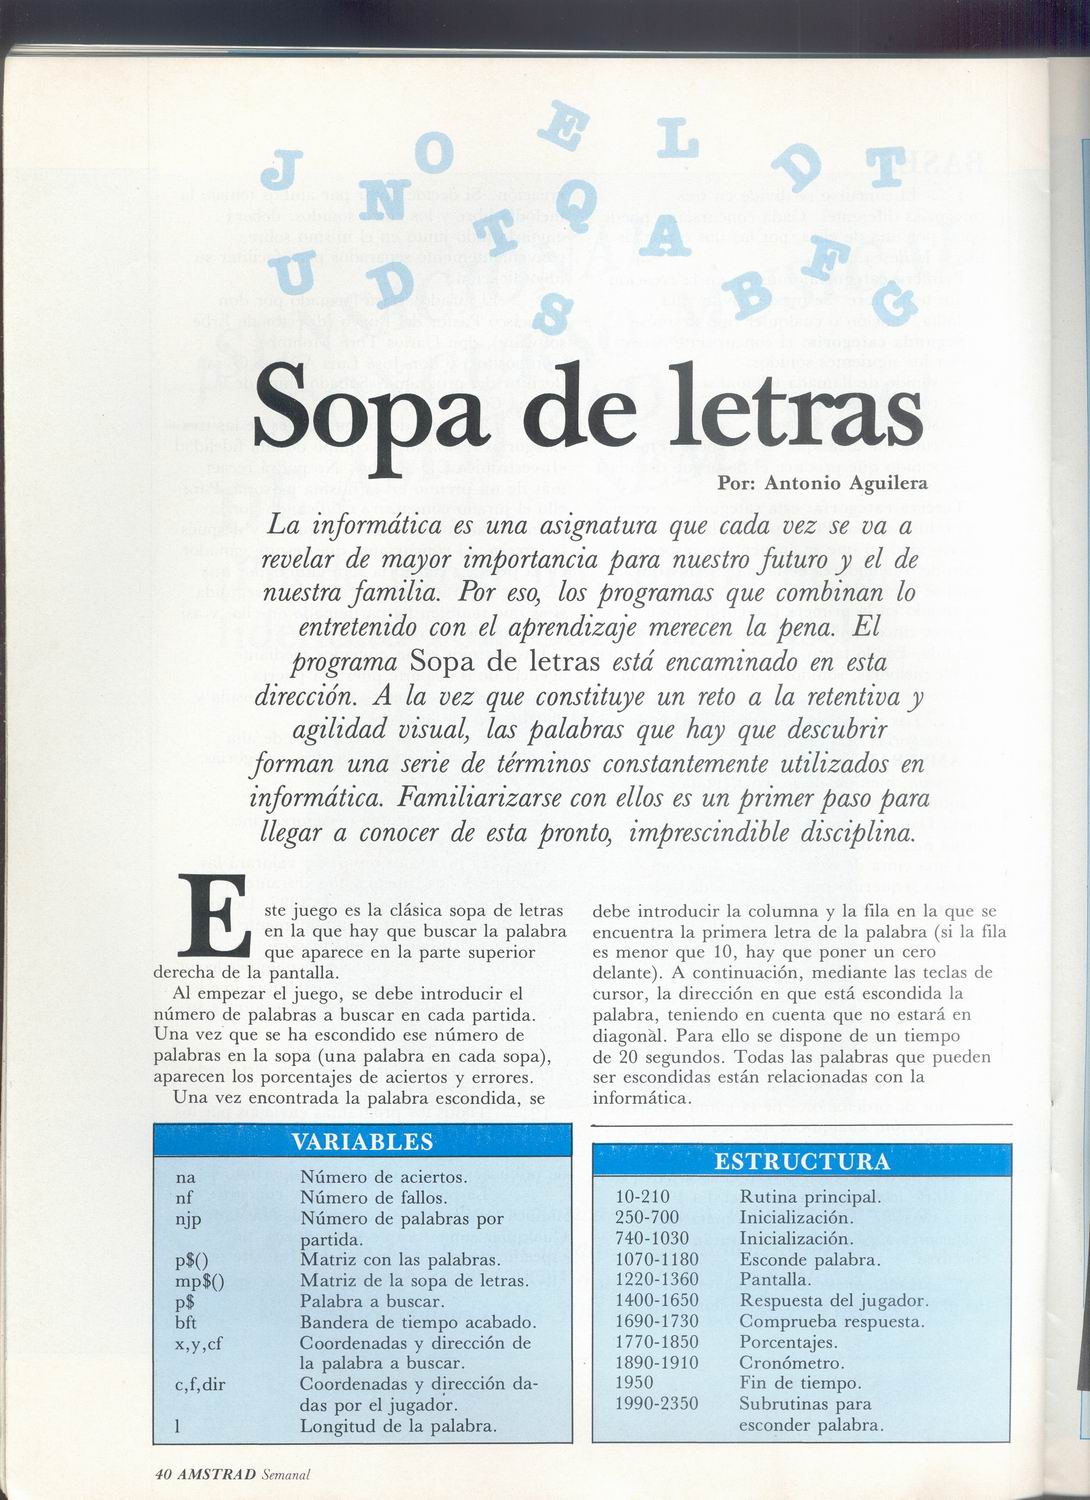 J O E L D T
N Q
U D T A F
S B G
Sopa de letras
Por: Antonio Aguilera
La informática es una asignatura que cada vez se va a
revelar de mayor importancia para nuestro futuro y el de
nuestra familia. Por eso, los programas que combinan lo
entretenido con el aprendizaje merecen la pena. El
programa Sopa de letras está encaminado en esta
dirección. A la vez que constituye un reto a la retentiva y
agilidad visual, las palabras que hay que descubrir
forman una serie de términos constantemente utilizados en
informática. Familiarizarse con ellos es un primer paso para
llegar a conocer de esta pronto, imprescindible disciplina.
Este juego es la clásica sopa de letras
en la que hay que buscar la palabra
que aparece en la parte superior
derecha de la pantalla.
Al empezar el juego, se debe introducir el
número de palabras a buscar en cada partida.
Una vez que se ha escondido ese número de
palabras en la sopa (una palabra en cada sopa),
aparecen los porcentajes de aciertos y errores.
Una vez encontrada la palabra escondida, se
debe introducir la columna y la fila en la que se
encuentra la primera letra de la palabra (si la fila
es menor que 10, hay que poner un cero
delante). A continuación, mediante las teclas de
cursor, la dirección en que está escondida la
palabra, teniendo en cuenta que no estará en
diagonal. Para ello se dispone de un tiempo
de 20 segundos. Todas las palabras que pueden
ser escondidas están relacionadas con la
informática.
VARIABLES
na Número de aciertos.
nf Número de fallos.
njp Número de palabras por
partida.
p$() Matriz con las palabras.
mp$() Matriz de la sopa de letras.
p$ Palabra a buscar.
bft Bandera de tiempo acabado.
x,y,cf Coordenadas y dirección de
la palabra a buscar.
c,f,dir Coordenadas y dirección da-
das por el jugador.
l Longitud de la palabra.
ESTRUCTURA
10-210 Rutina principal.
250-700 Inicialización.
740-1030 Inicialización.
1070-1180 Esconde palabra.
1220-1360 Pantalla.
1400-1650 Respuesta del jugador.
1690-1730 Comprueba respuesta.
1770-1850 Porcentajes.
1890-1910 Cronómetro.
1950 Fin de tiempo.
1990-2350 Subrutinas para
esconder palabra.
40 AMSTRAD Semanal